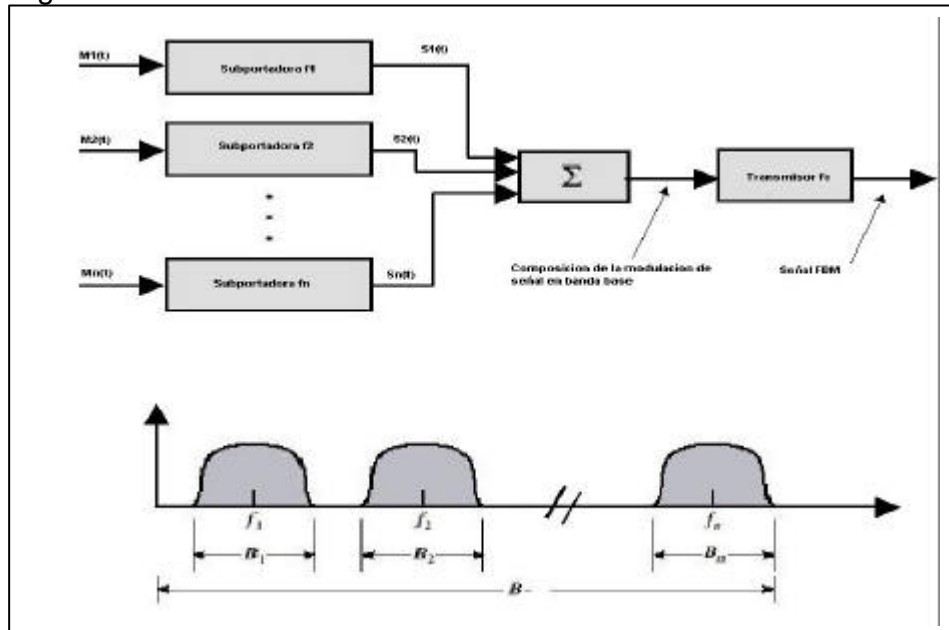 M1(t)
Subportadora f1
S1(t)
M2(t)
Subportadora f2
S2(t)
Mn(t)
Subportadora fn
Sn(t)
Σ
Transmisor fc
Composicion de la modulacion de
señal en banda base
Señal FDM
f1
f2
fn
B1
B2
Bn
B